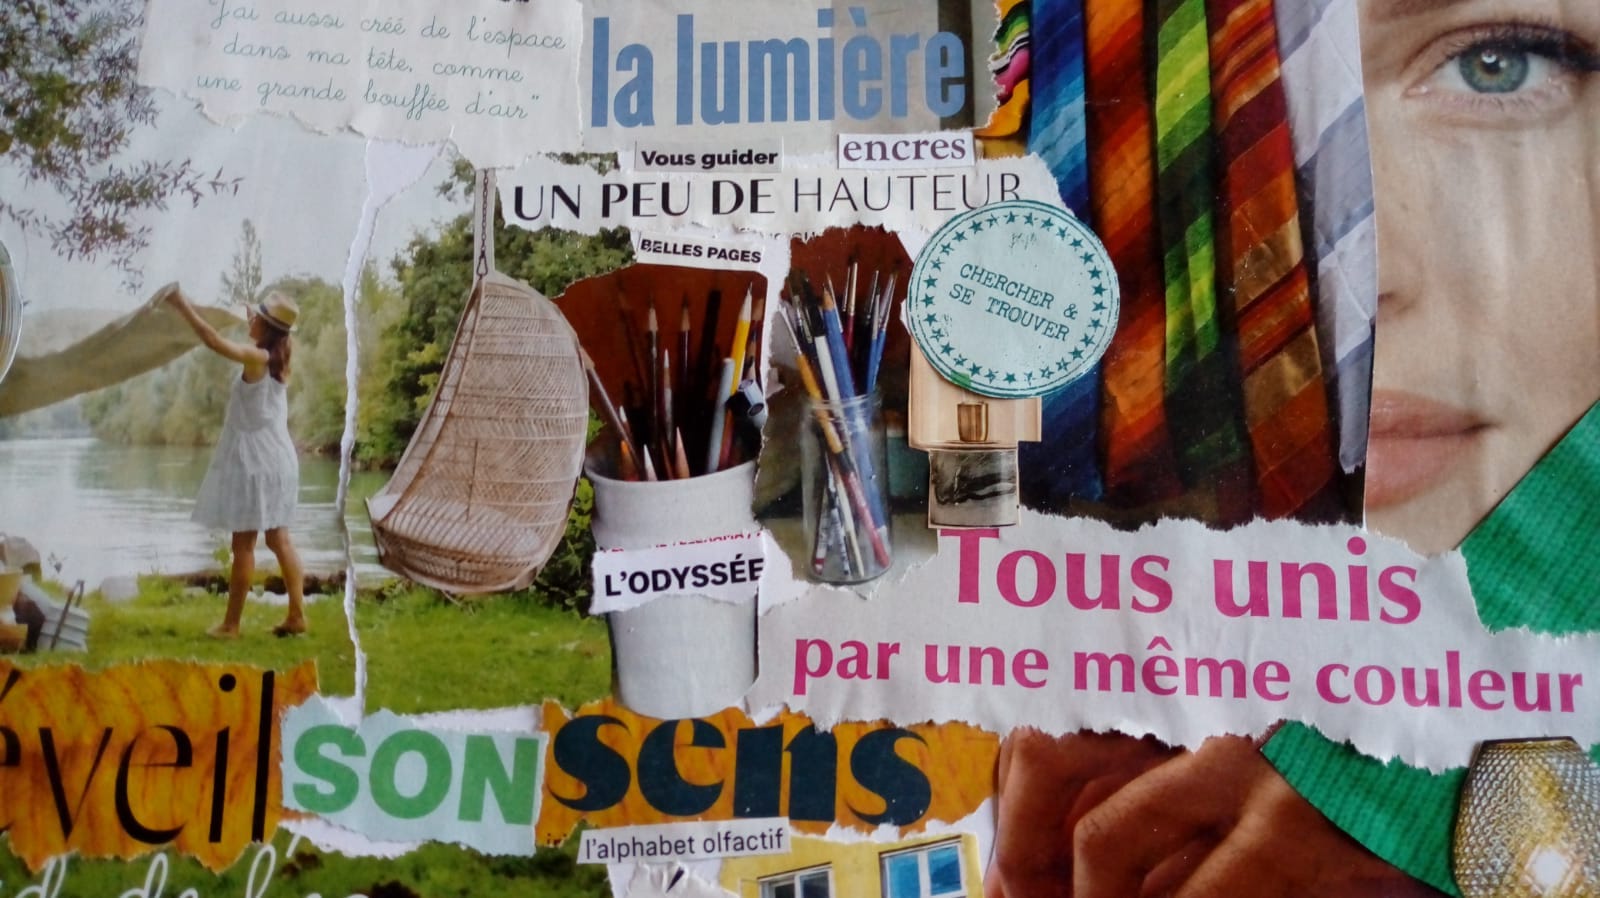 "J'ai aussi créé de l'espace
dans ma tête, comme
une grande bouffée d'air"
la lumière
Vous guider
encres
UN PEU DE HAUTEUR
BELLES PAGES
CHERCHER &
SE TROUVER
L'ODYSSÉE
Tous unis
par une même couleur
éveil SON sens
l'alphabet olfactif